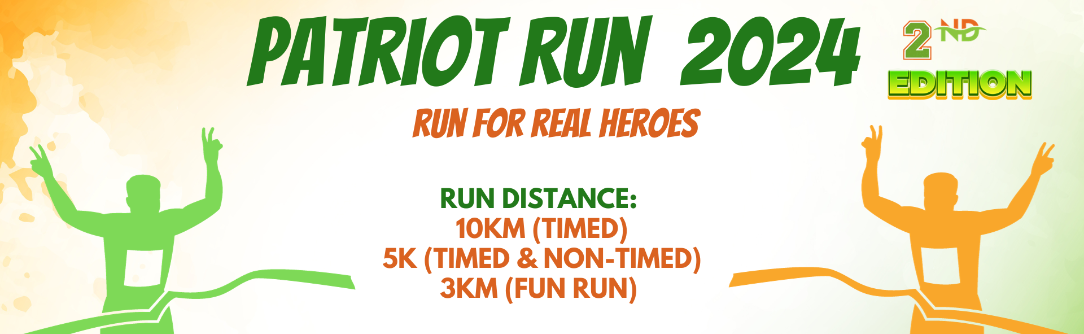 PATRIOT RUN 2024
2ND
EDITION
RUN FOR REAL HEROES
RUN DISTANCE:
10KM (TIMED)
5K (TIMED & NON-TIMED)
3KM (FUN RUN)